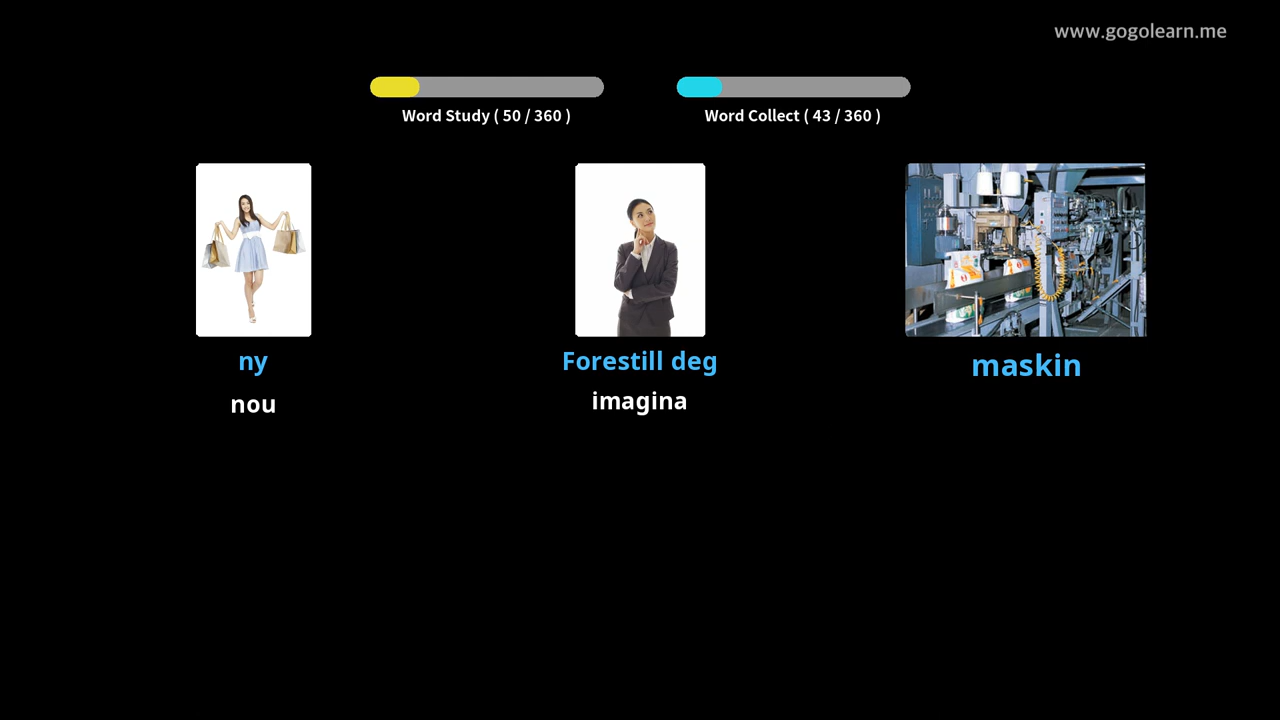 www.gogolearn.me
Word Study ( 50 / 360 )
Word Collect ( 43 / 360 )
ny
nou
Forestill deg
imagina
maskin